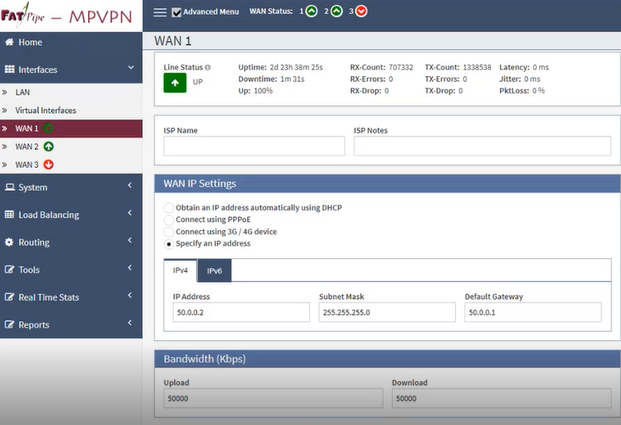 FATPipe – MPVPN
Advanced Menu WAN Status: 1 2 3
Home
WAN 1
Interfaces
Line Status Uptime: 2d 23h 38m 25s RX-Count: 707332 TX-Count: 1338538 Latency: 0 ms
UP Downtime: 1m 31s RX-Errors: 0 TX-Errors: 0 Jitter: 0 ms
Up: 100% RX-Drop: 0 TX-Drop: 0 PktLoss: 0 %
LAN
Virtual Interfaces
WAN 1
WAN 2
WAN 3
System
Load Balancing
Routing
Tools
Real Time Stats
Reports
ISP Name ISP Notes
WAN IP Settings
Obtain an IP address automatically using DHCP
Connect using PPPoE
Connect using 3G / 4G device
Specify an IP address
IPv4 IPv6
IP Address Subnet Mask Default Gateway
50.0.0.2 255.255.255.0 50.0.0.1
Bandwidth (Kbps)
Upload Download
50000 50000